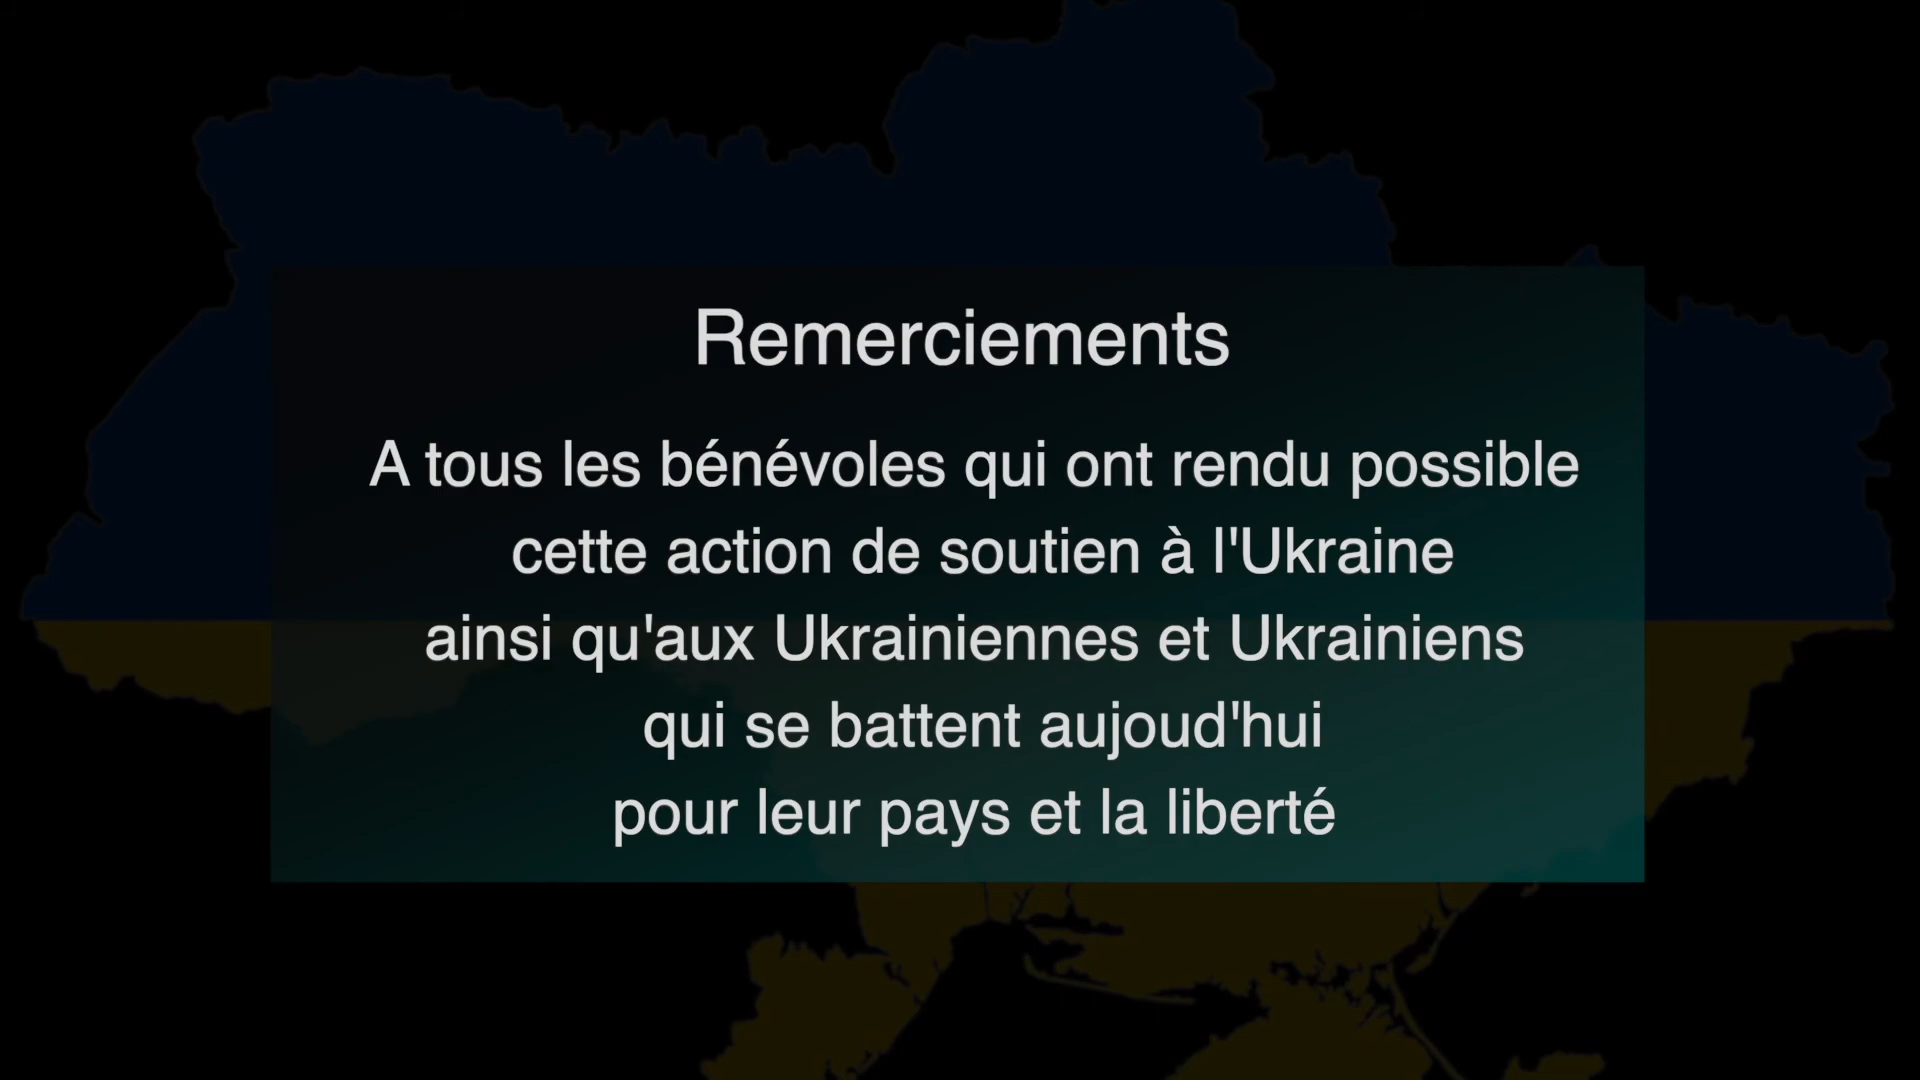 Remerciements
A tous les bénévoles qui ont rendu possible
cette action de soutien à l'Ukraine
ainsi qu'aux Ukrainiennes et Ukrainiens
qui se battent aujoud'hui
pour leur pays et la liberté